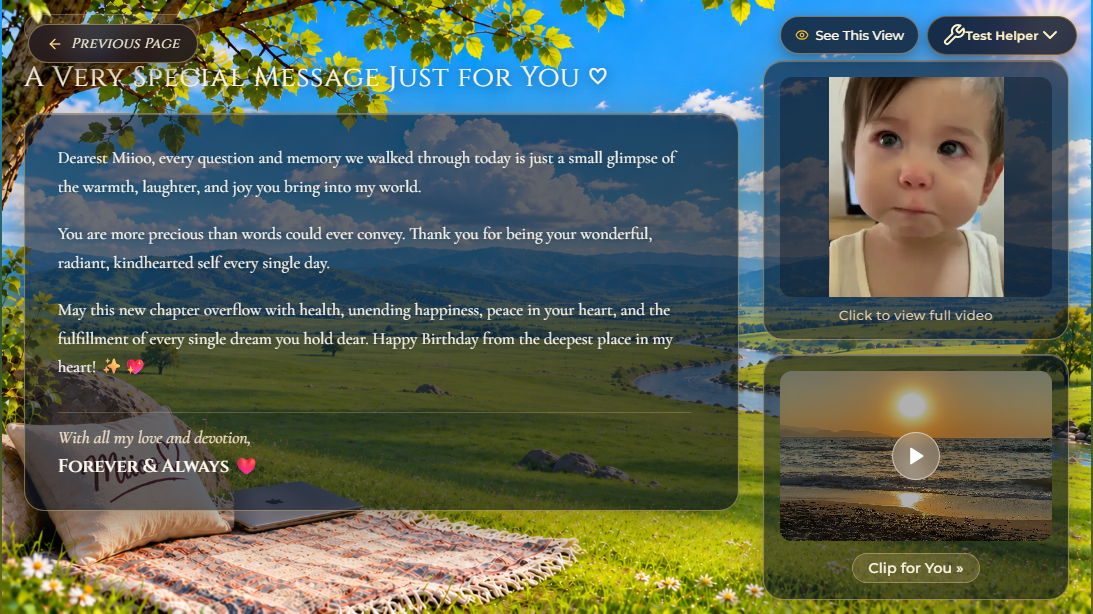 Previous Page
See This View
Test Helper
A Very Special Message Just for You ♡
Dearest Miioo, every question and memory we walked through today is just a small glimpse of
the warmth, laughter, and joy you bring into my world.
You are more precious than words could ever convey. Thank you for being your wonderful,
radiant, kindhearted self every single day.
May this new chapter overflow with health, unending happiness, peace in your heart, and the
fulfillment of every single dream you hold dear. Happy Birthday from the deepest place in my
heart! ✨ 💖
With all my love and devotion,
Forever & Always 💗
Miioo
Click to view full video
Clip for You »